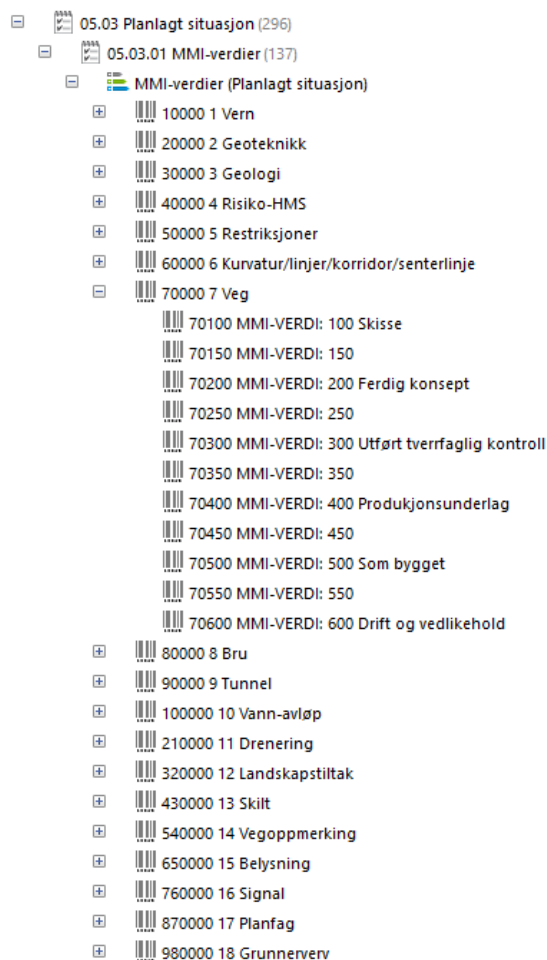 05.03 Planlagt situasjon (296)
05.03.01 MMI-verdier (137)
MMI-verdier (Planlagt situasjon)
10000 1 Vern
20000 2 Geoteknikk
30000 3 Geologi
40000 4 Risiko-HMS
50000 5 Restriksjoner
60000 6 Kurvatur/linjer/korridor/senterlinje
70000 7 Veg
70100 MMI-VERDI: 100 Skisse
70150 MMI-VERDI: 150
70200 MMI-VERDI: 200 Ferdig konsept
70250 MMI-VERDI: 250
70300 MMI-VERDI: 300 Utført tverrfaglig kontroll
70350 MMI-VERDI: 350
70400 MMI-VERDI: 400 Produkjonsunderlag
70450 MMI-VERDI: 450
70500 MMI-VERDI: 500 Som bygget
70550 MMI-VERDI: 550
70600 MMI-VERDI: 600 Drift og vedlikehold
80000 8 Bru
90000 9 Tunnel
100000 10 Vann-avløp
210000 11 Drenering
320000 12 Landskapstiltak
430000 13 Skilt
540000 14 Vegoppmerking
650000 15 Belysning
760000 16 Signal
870000 17 Planfag
980000 18 Grunnerverv